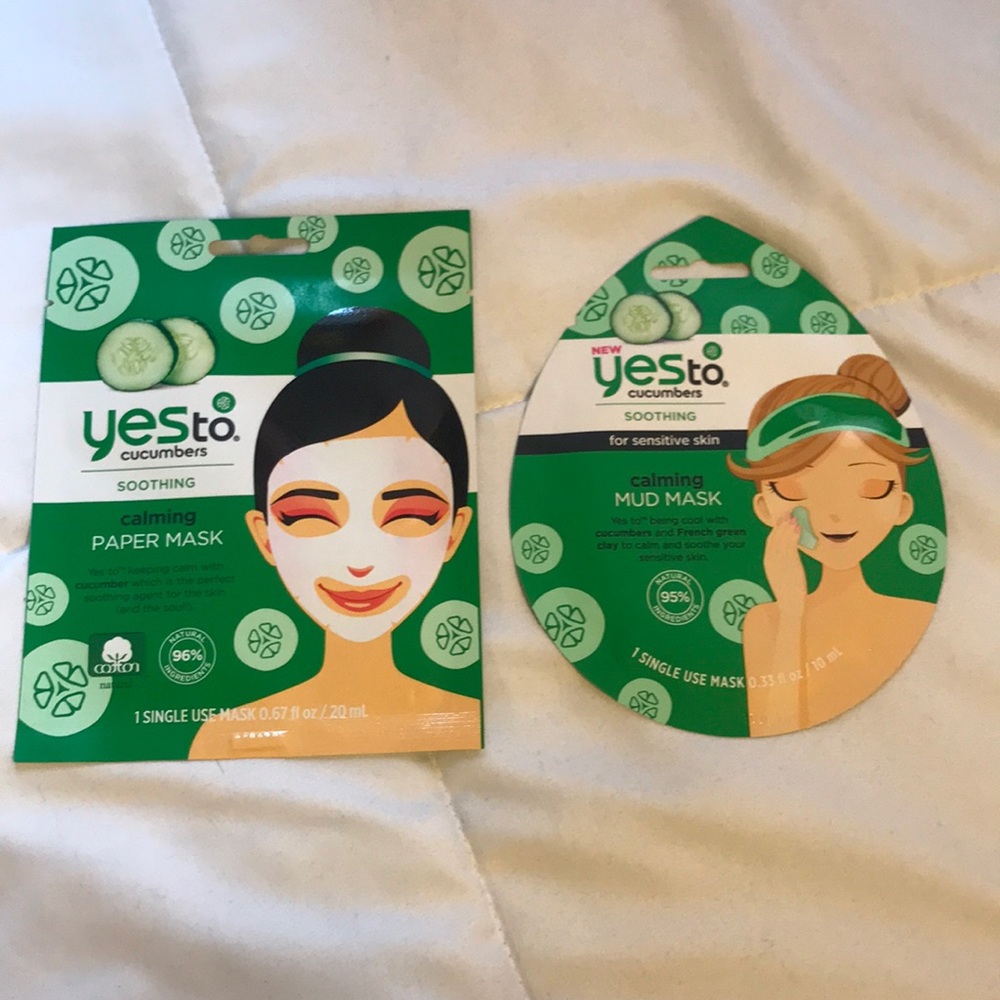 yesto®
cucumbers
SOOTHING
calming
PAPER MASK
Yes to™ keeping calm with
cucumber which is the perfect
soothing agent for the skin
(and the soul!).
cotton
natural
NATURAL
96%
INGREDIENTS
1 SINGLE USE MASK 0.67 fl oz / 20 mL
NEW
yesto®
cucumbers
SOOTHING
for sensitive skin
calming
MUD MASK
Yes to™ being cool with
cucumbers and French green
clay to calm and soothe your
sensitive skin.
NATURAL
95%
INGREDIENTS
1 SINGLE USE MASK 0.33 fl oz / 10 mL